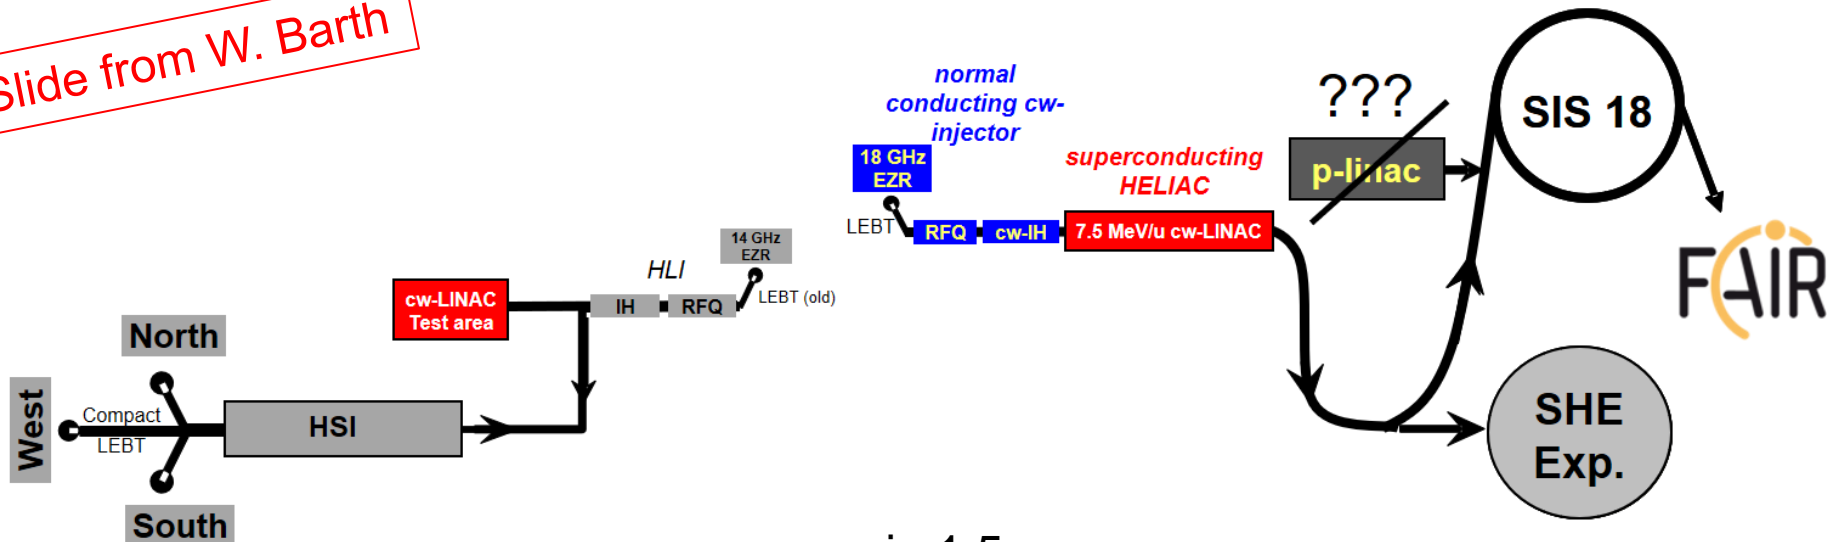 Slide from W. Barth
normal
conducting cw-
injector
18 GHz
EZR
LEBT
RFQ
cw-IH
superconducting
HELIAC
7.5 MeV/u cw-LINAC
???
p-linac
SIS 18
FAIR
SHE
Exp.
14 GHz
EZR
HLI
LEBT (old)
IH
RFQ
cw-LINAC
Test area
North
West
Compact
LEBT
HSI
South